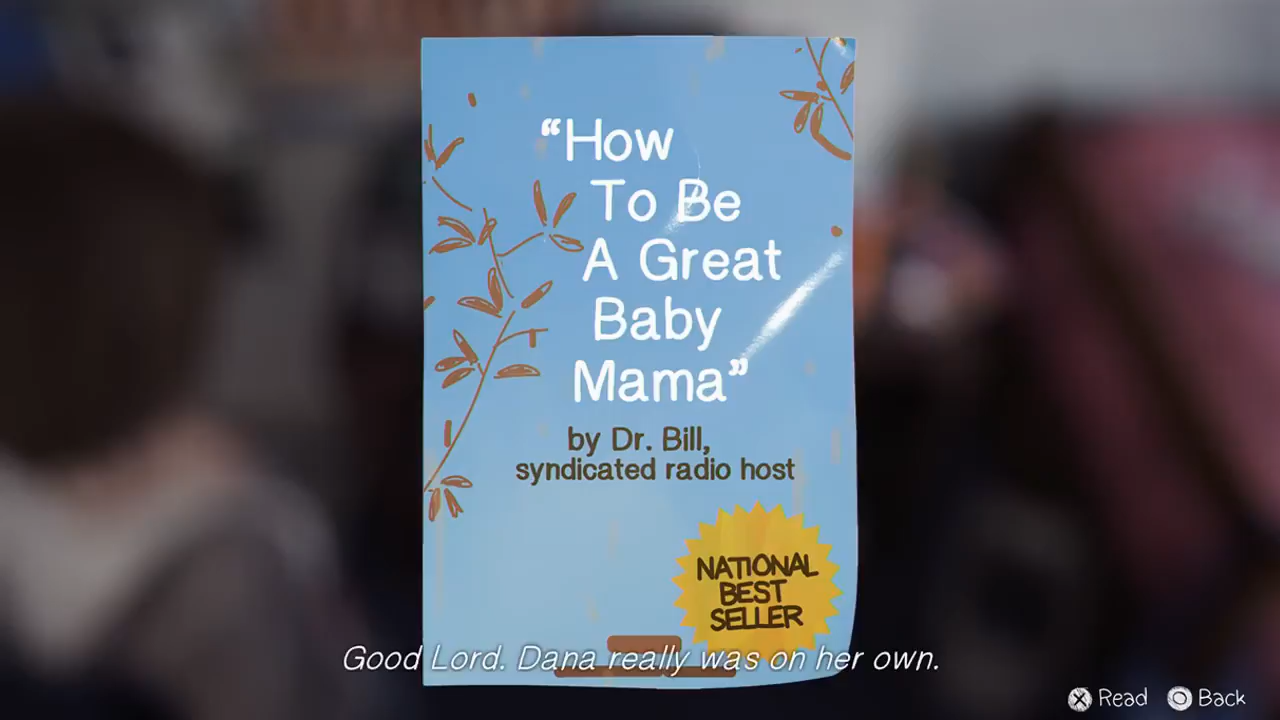 “How
To Be
A Great
Baby
Mama”
by Dr. Bill,
syndicated radio host
NATIONAL
BEST
SELLER
Good Lord. Dana really was on her own.
Read Back